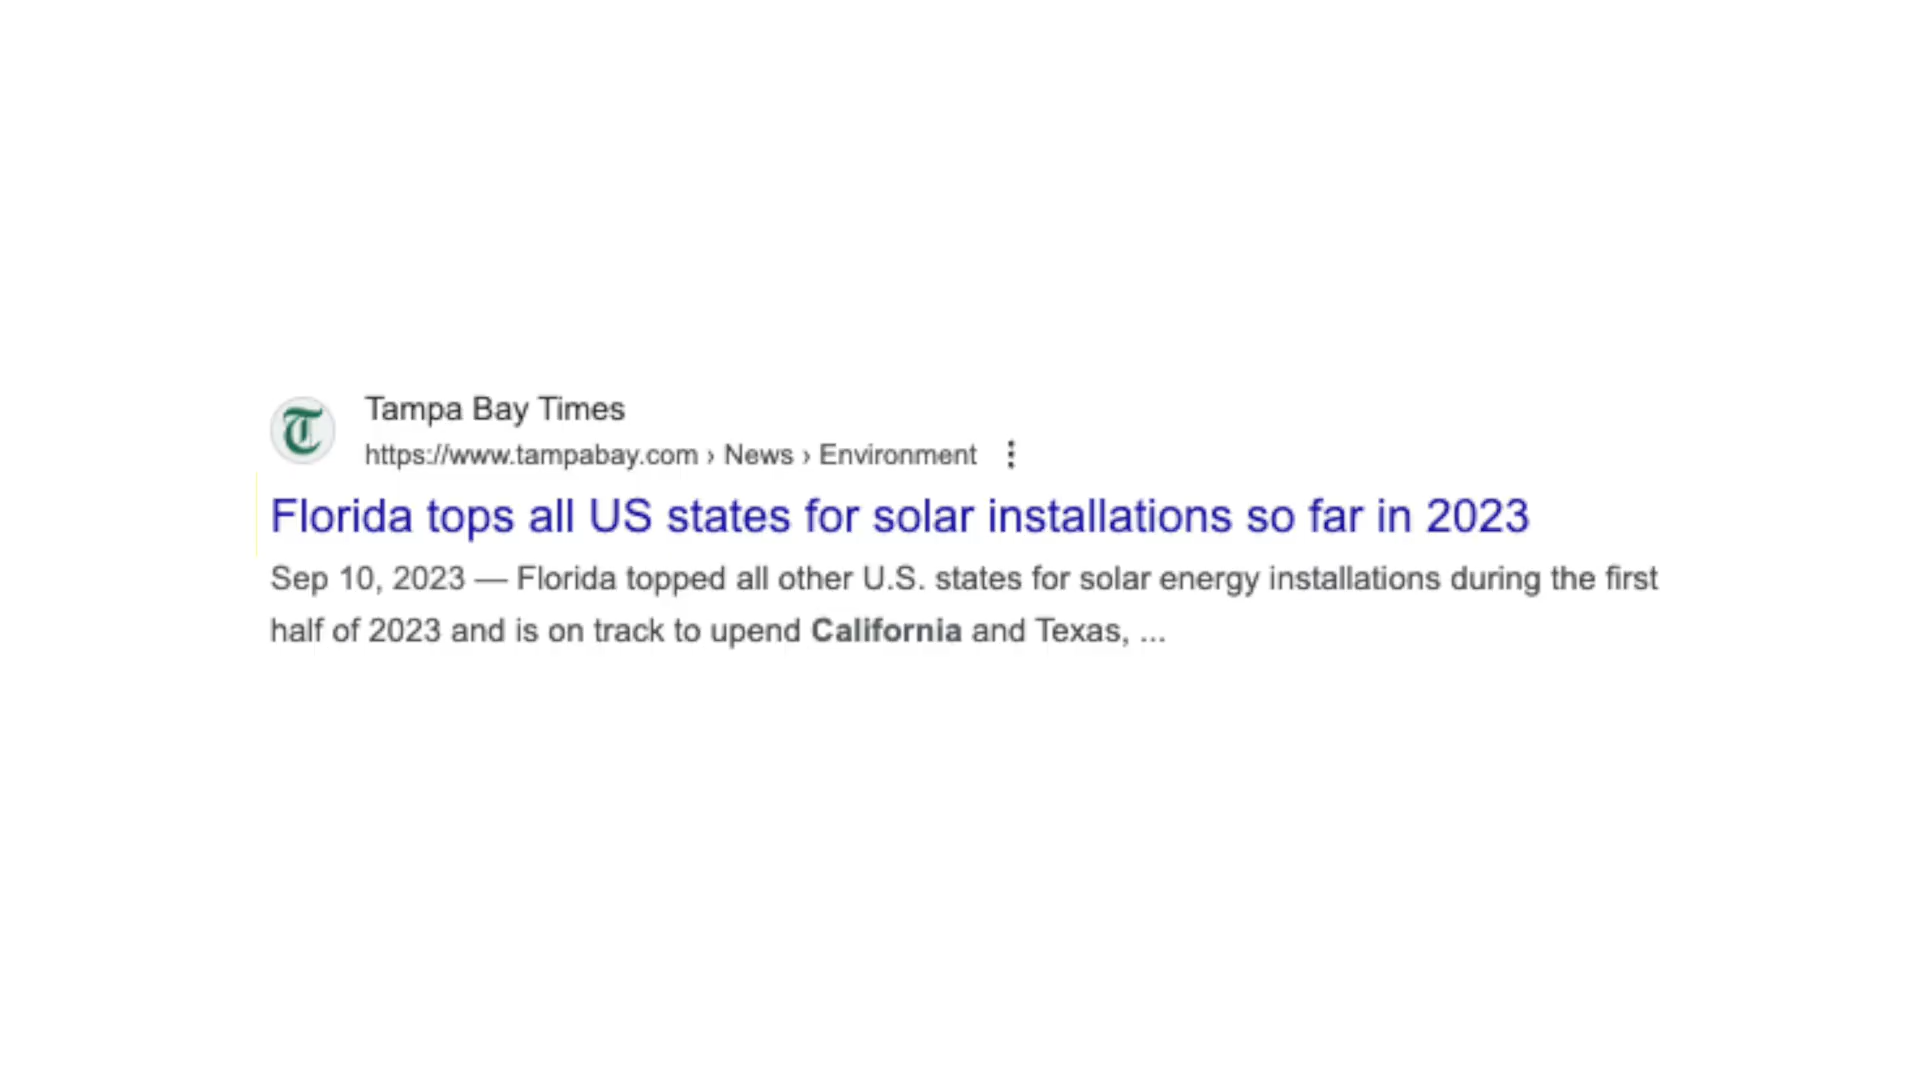 Tampa Bay Times
https://www.tampabay.com › News › Environment
Florida tops all US states for solar installations so far in 2023
Sep 10, 2023 — Florida topped all other U.S. states for solar energy installations during the first
half of 2023 and is on track to upend California and Texas, ...